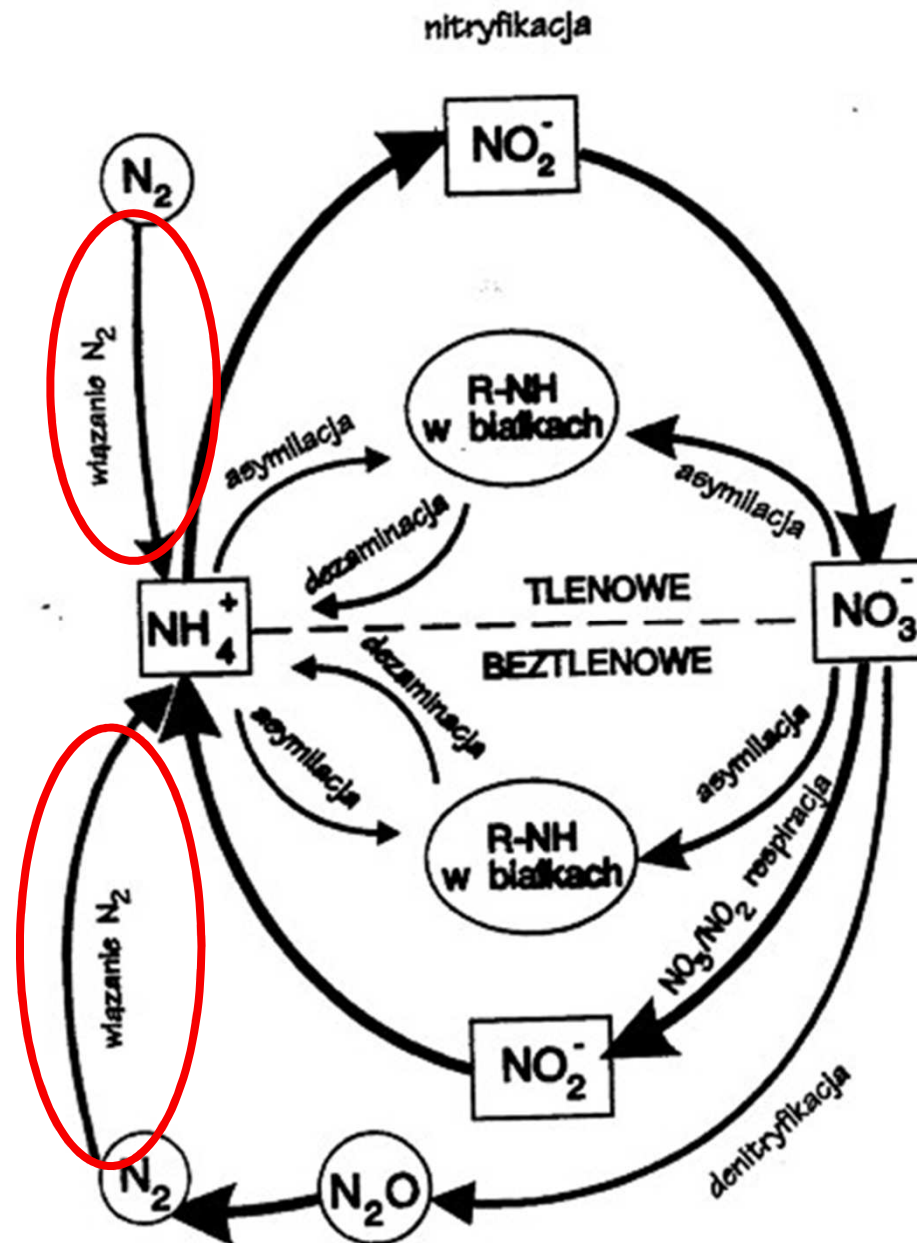 nitryfikacja
NO₂⁻
N₂
wiązanie N₂
R-NH
w białkach
asymilacja
asymilacja
dezaminacja
TLENOWE
NH₄⁺
NO₃⁻
BEZTLENOWE
dezaminacja
asymilacja
asymilacja
R-NH
w białkach
NO₃/NO₂ respiracja
wiązanie N₂
NO₂⁻
denitryfikacja
N₂
N₂O